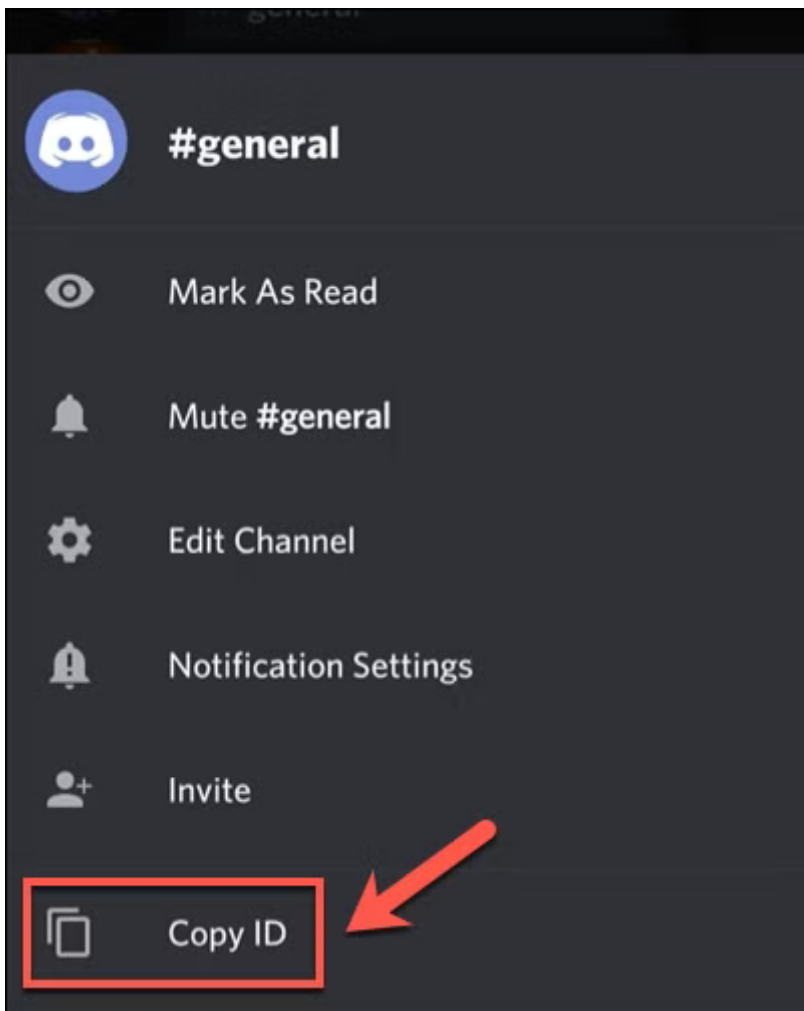 #general
Mark As Read
Mute #general
Edit Channel
Notification Settings
Invite
Copy ID